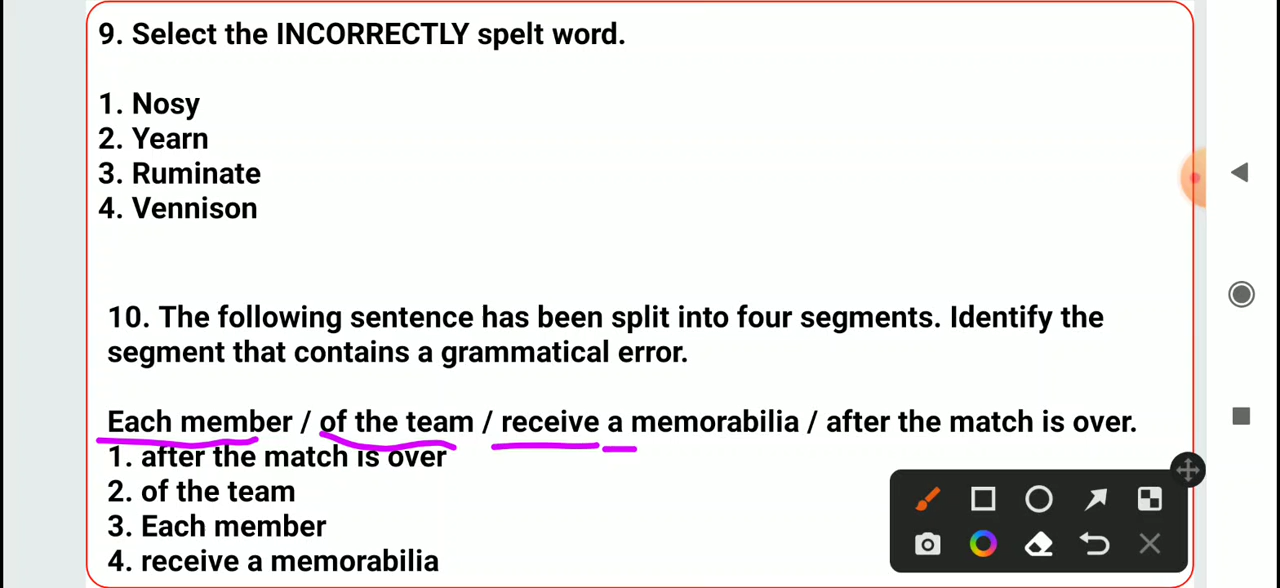 9. Select the INCORRECTLY spelt word.
1. Nosy
2. Yearn
3. Ruminate
4. Vennison
10. The following sentence has been split into four segments. Identify the
segment that contains a grammatical error.
Each member / of the team / receive a memorabilia / after the match is over.
1. after the match is over
2. of the team
3. Each member
4. receive a memorabilia